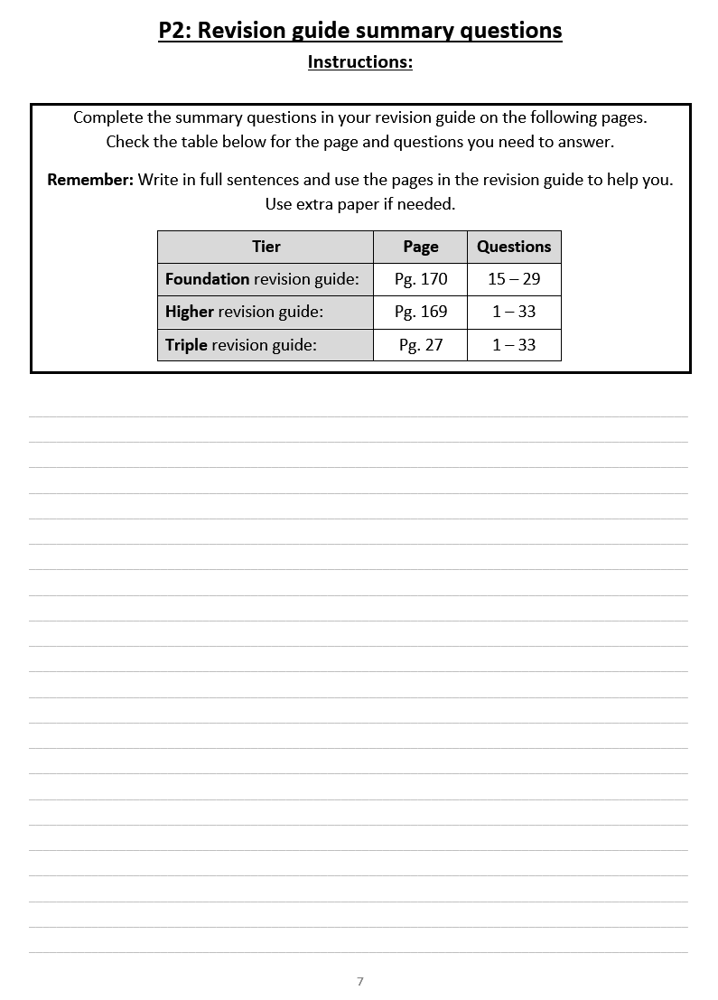 P2: Revision guide summary questions
Instructions:
Complete the summary questions in your revision guide on the following pages.
Check the table below for the page and questions you need to answer.
Remember: Write in full sentences and use the pages in the revision guide to help you.
Use extra paper if needed.
Tier Page Questions
Foundation revision guide: Pg. 170 15 – 29
Higher revision guide: Pg. 169 1 – 33
Triple revision guide: Pg. 27 1 – 33
7